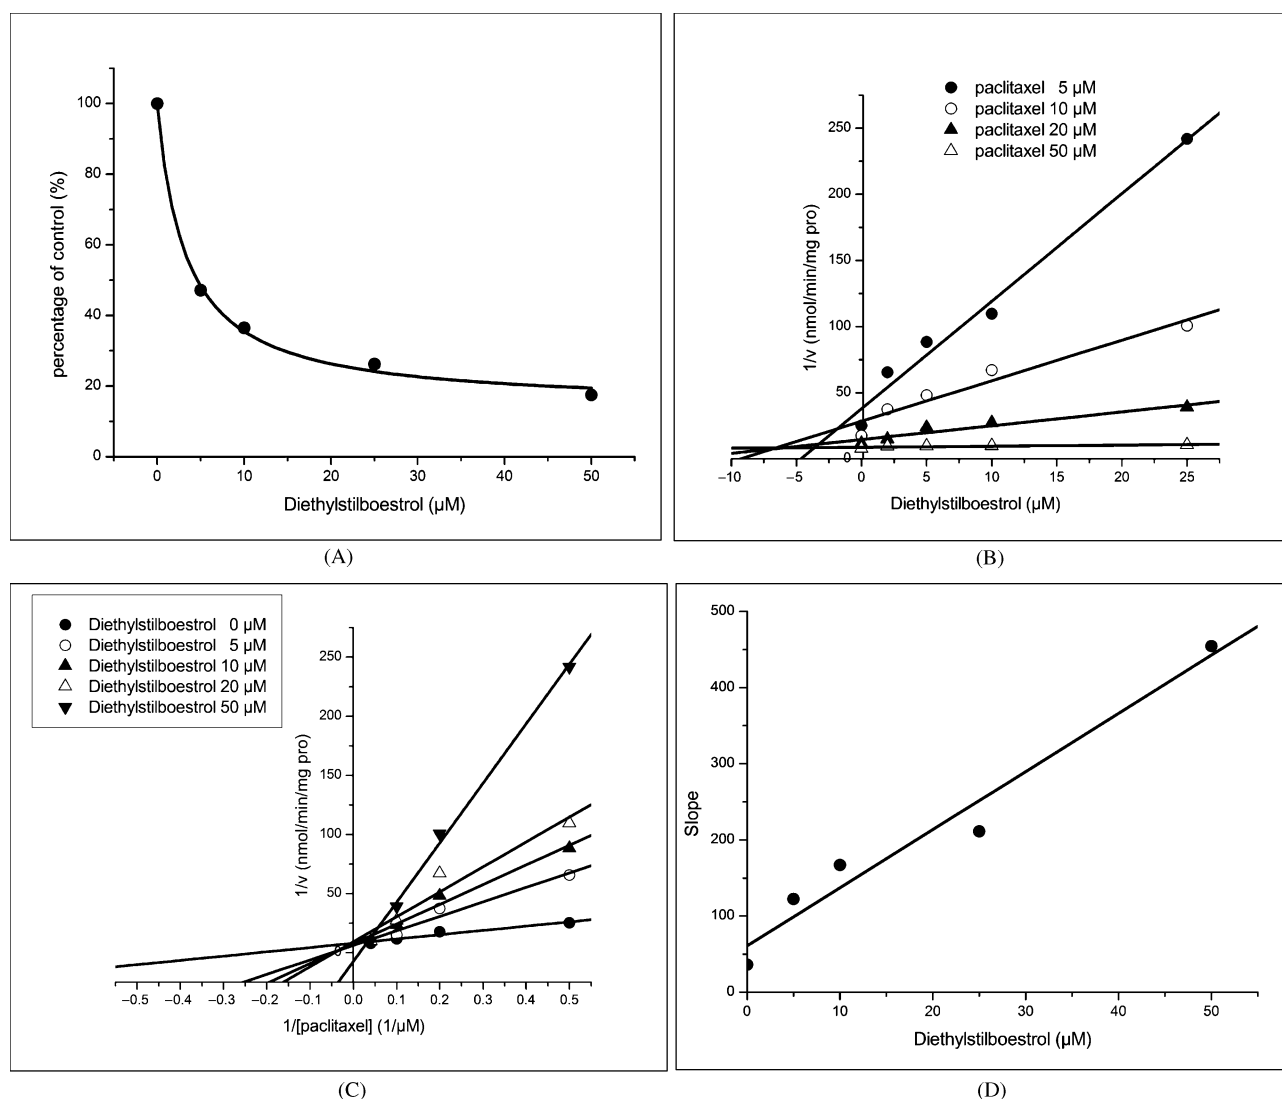 percentage of control (%)
100
80
60
40
20
0
0 10 20 30 40 50
Diethylstilboestrol (µM)
(A)
paclitaxel 5 µM
paclitaxel 10 µM
paclitaxel 20 µM
paclitaxel 50 µM
1/v (nmol/min/mg pro)
250
200
150
100
50
0
−10 −5 0 5 10 15 20 25
Diethylstilboestrol (µM)
(B)
Diethylstilboestrol 0 µM
Diethylstilboestrol 5 µM
Diethylstilboestrol 10 µM
Diethylstilboestrol 20 µM
Diethylstilboestrol 50 µM
1/v (nmol/min/mg pro)
250
200
150
100
50
0
−0.5 −0.4 −0.3 −0.2 −0.1 0.0 0.1 0.2 0.3 0.4 0.5
1/[paclitaxel] (1/µM)
(C)
Slope
500
400
300
200
100
0
0 10 20 30 40 50
Diethylstilboestrol (µM)
(D)